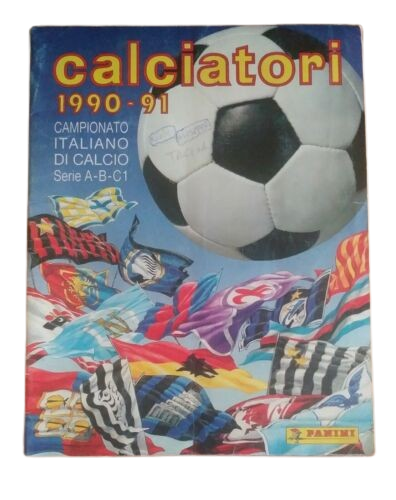 calciatori
1990-91
CAMPIONATO
ITALIANO
DI CALCIO
Serie A-B-C1
PANINI